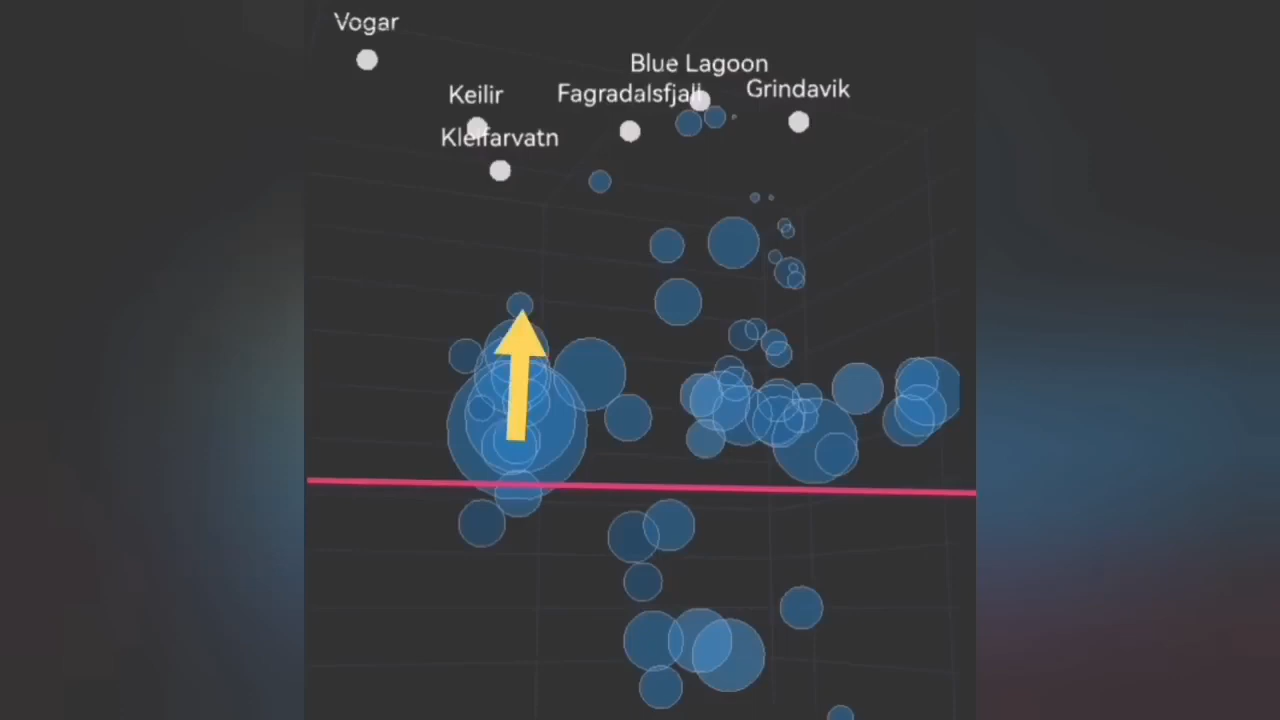 Vogar
Blue Lagoon
Keilir
Fagradalsfjall
Grindavik
Kleifarvatn